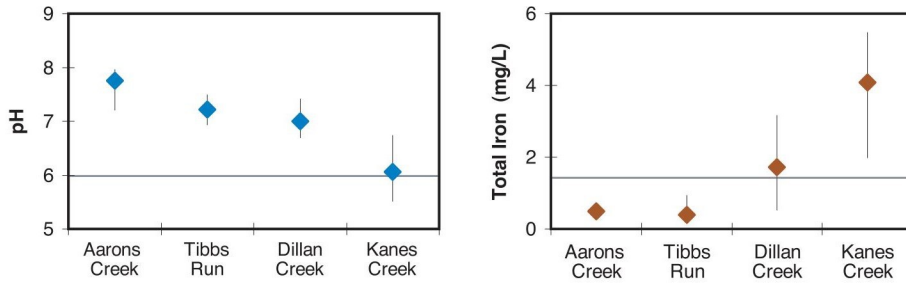 9
8
7
6
5
pH
Aarons
Creek
Tibbs
Run
Dillan
Creek
Kanes
Creek
6
4
2
0
Total Iron (mg/L)
Aarons
Creek
Tibbs
Run
Dillan
Creek
Kanes
Creek